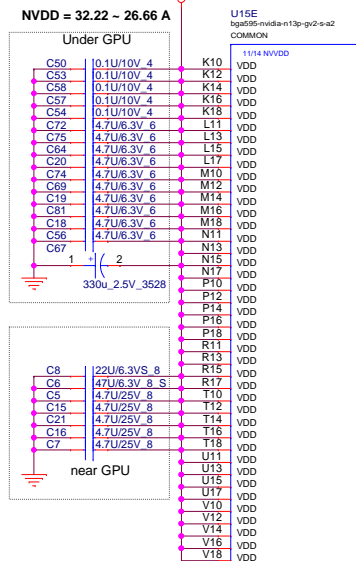 NVDD = 32.22 ~ 26.66 A
U15E
bga595-nvidia-n13p-gv2-s-a2
COMMON
11/14 NVVDD
Under GPU
C50 0.1U/10V_4 K10 VDD
C53 0.1U/10V_4 K12 VDD
C58 0.1U/10V_4 K14 VDD
C57 0.1U/10V_4 K16 VDD
C54 0.1U/10V_4 K18 VDD
C72 4.7U/6.3V_6 L11 VDD
C75 4.7U/6.3V_6 L13 VDD
C64 4.7U/6.3V_6 L15 VDD
C20 4.7U/6.3V_6 L17 VDD
C74 4.7U/6.3V_6 M10 VDD
C69 4.7U/6.3V_6 M12 VDD
C19 4.7U/6.3V_6 M14 VDD
C81 4.7U/6.3V_6 M16 VDD
C18 4.7U/6.3V_6 M18 VDD
C56 4.7U/6.3V_6 N11 VDD
C67 N13 VDD
1 + 2 N15 VDD
N17 VDD
330u_2.5V_3528 P10 VDD
P12 VDD
P14 VDD
P16 VDD
P18 VDD
R11 VDD
R13 VDD
C8 22U/6.3VS_8 R15 VDD
C6 47U/6.3V_8_S R17 VDD
C5 4.7U/25V_8 T10 VDD
C15 4.7U/25V_8 T12 VDD
C21 4.7U/25V_8 T14 VDD
C16 4.7U/25V_8 T16 VDD
C7 4.7U/25V_8 T18 VDD
near GPU
U11 VDD
U13 VDD
U15 VDD
U17 VDD
V10 VDD
V12 VDD
V14 VDD
V16 VDD
V18 VDD